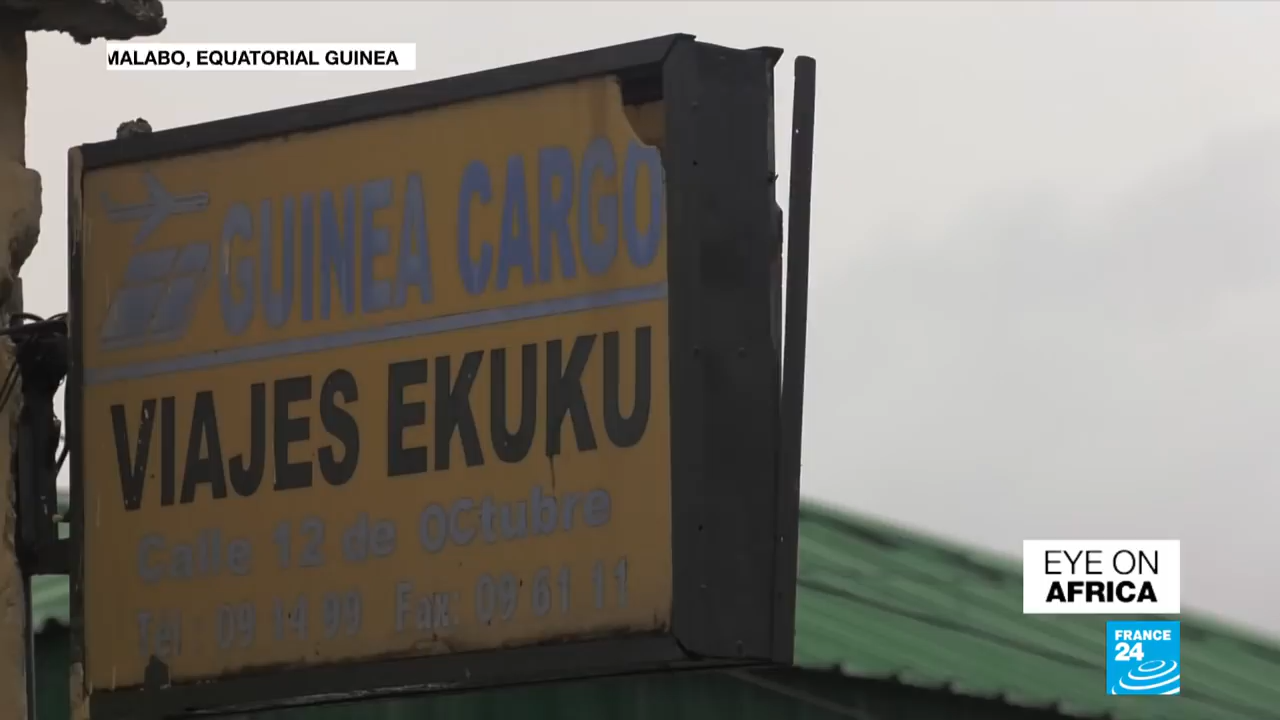 MALABO, EQUATORIAL GUINEA
GUINEA CARGO
VIAJES EKUKU
Calle 12 de OCtubre
Tel : 09 14 99 Fax: 09 61 11
EYE ON
AFRICA
FRANCE
24